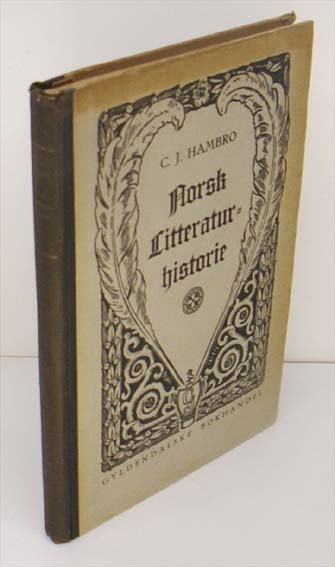 C. J. HAMBRO
Norsk
Litteratur-
historie
GYLDENDALSKE BOKHANDEL